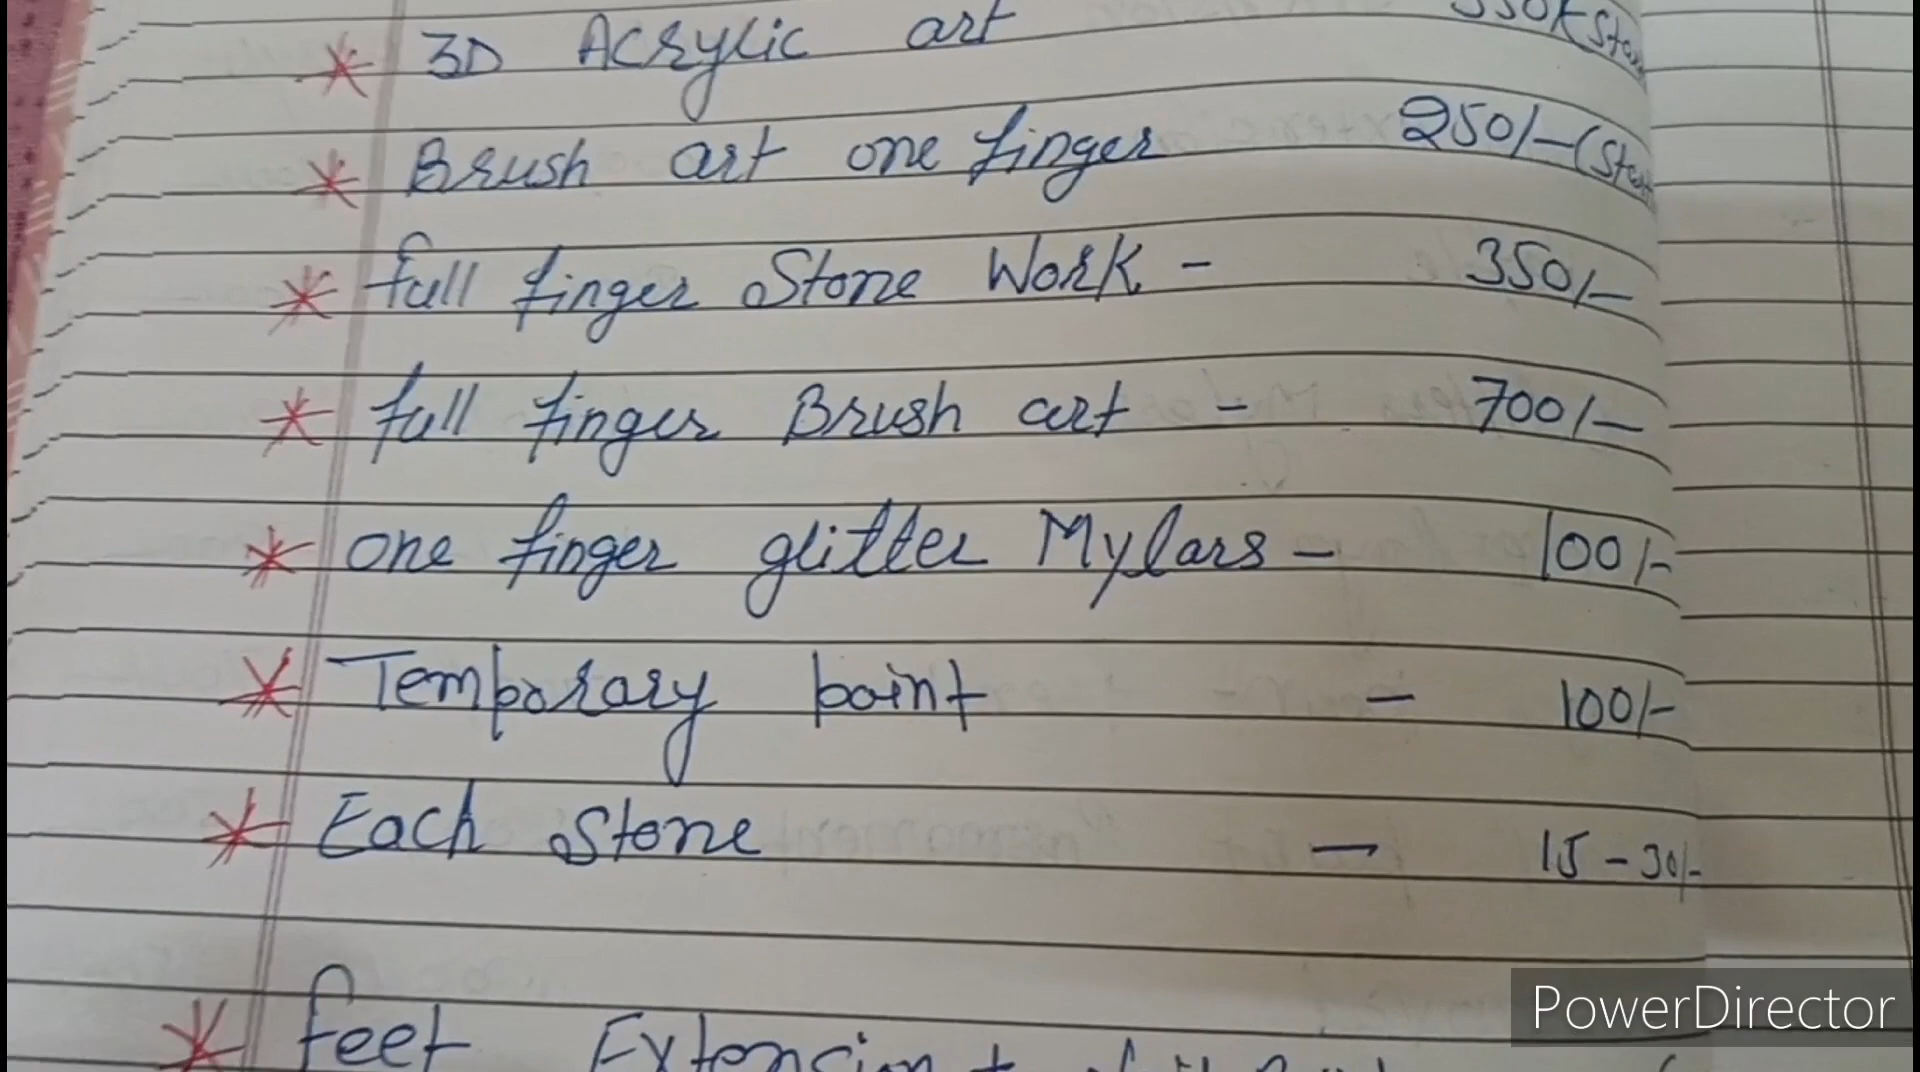 * 3D Acrylic art
* Brush art one finger 250/-
* full finger Stone Work - 350/-
* full finger Brush art - 700/-
* one finger glitter Mylars - 100/-
* Temporary paint - 100/-
* Each Stone - 15 - 30/-
* feet Extension
PowerDirector